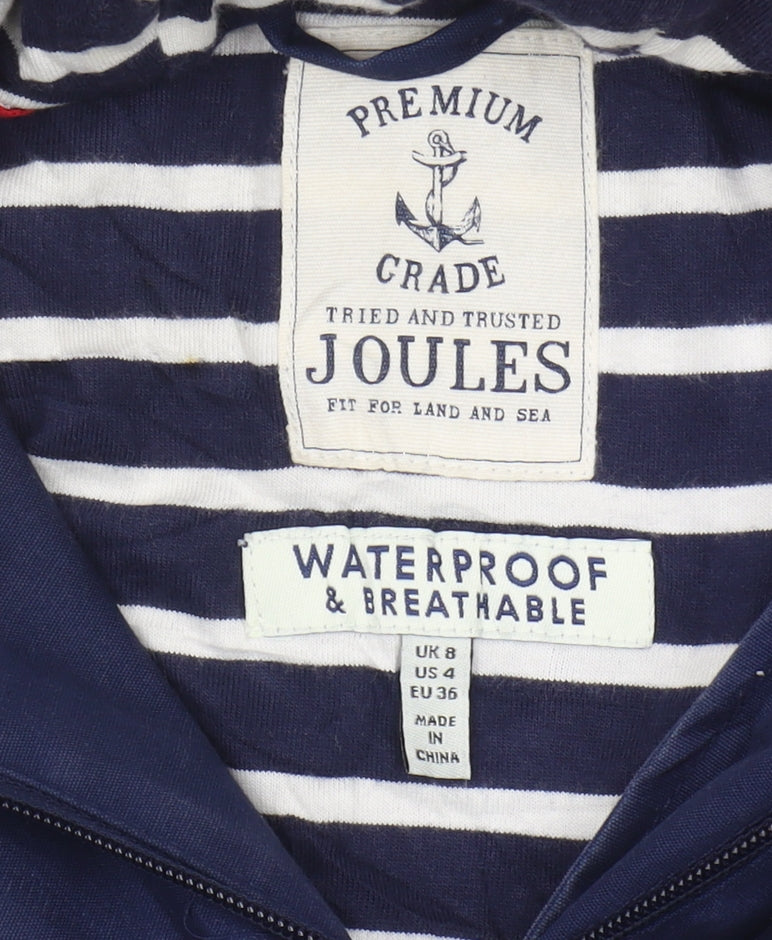 PREMIUM
GRADE
TRIED AND TRUSTED
JOULES
FIT FOR LAND AND SEA
WATERPROOF
& BREATHABLE
UK 8
US 4
EU 36
MADE
IN
CHINA